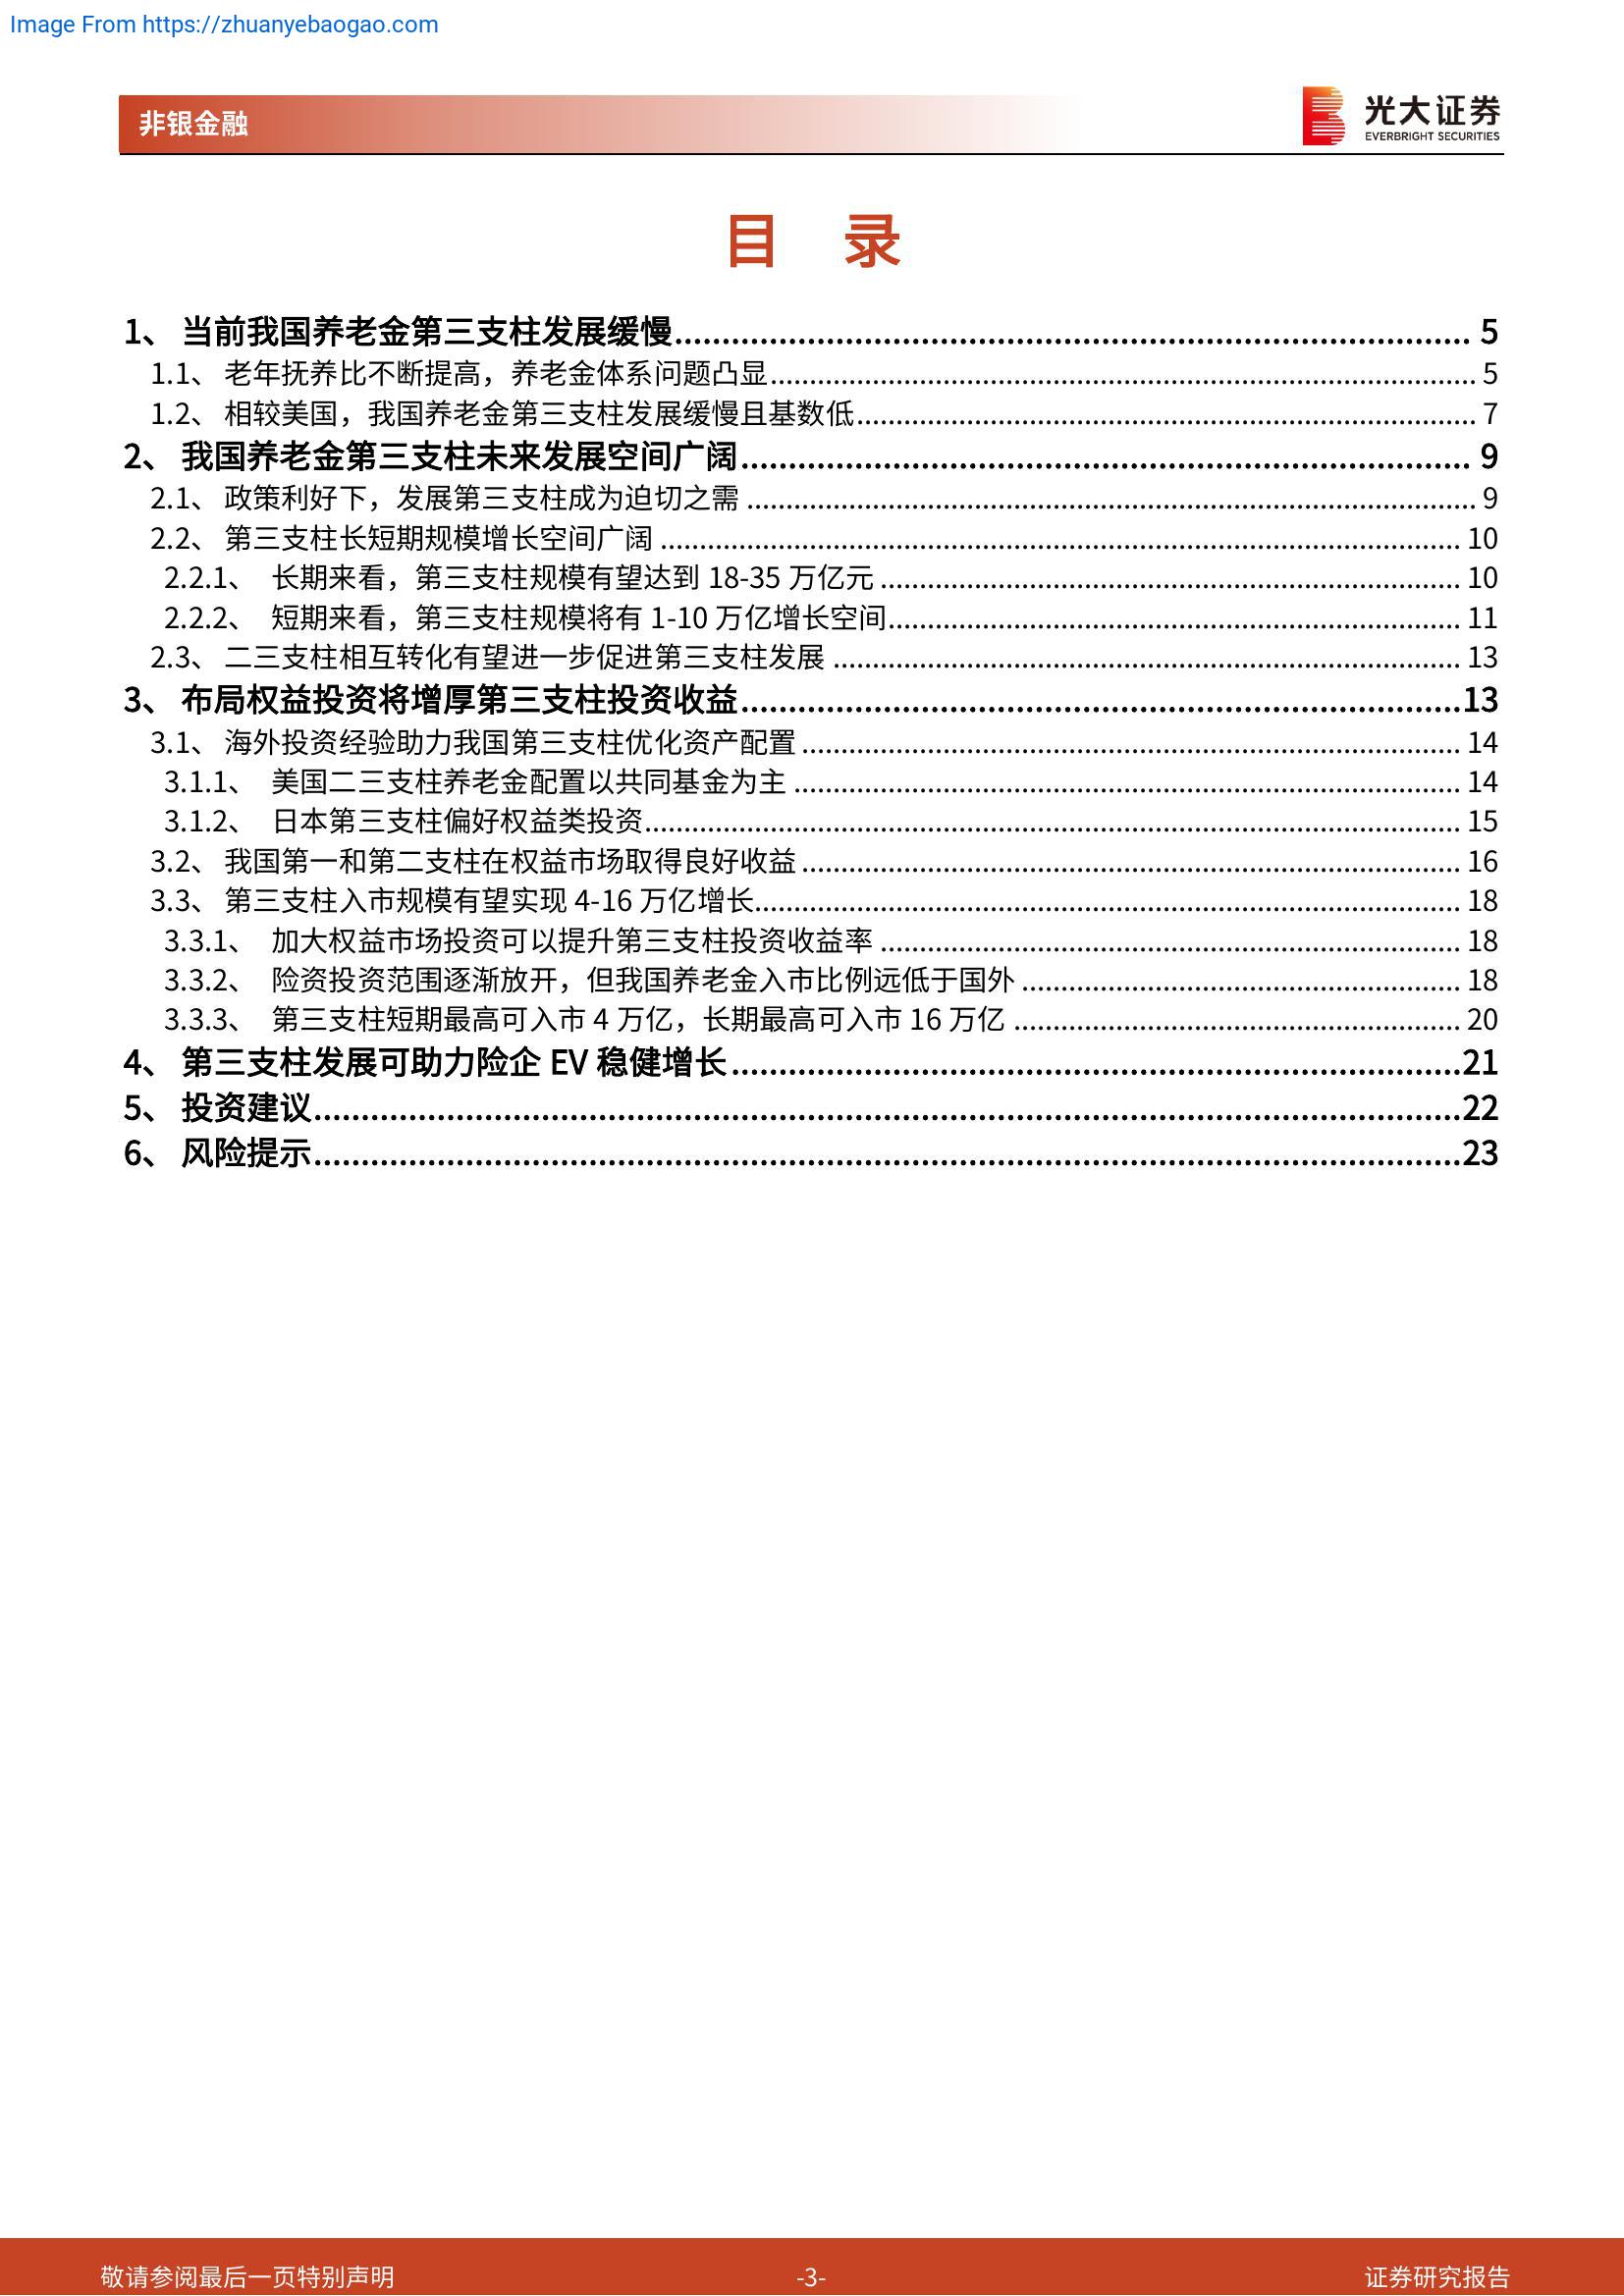 Image From https://zhuanyebaogao.com
非银金融
光大证券
EVERBRIGHT SECURITIES
目 录
1、 当前我国养老金第三支柱发展缓慢 5
1.1、 老年抚养比不断提高，养老金体系问题凸显 5
1.2、 相较美国，我国养老金第三支柱发展缓慢且基数低 7
2、 我国养老金第三支柱未来发展空间广阔 9
2.1、 政策利好下，发展第三支柱成为迫切之需 9
2.2、 第三支柱长短期规模增长空间广阔 10
2.2.1、 长期来看，第三支柱规模有望达到 18-35 万亿元 10
2.2.2、 短期来看，第三支柱规模将有 1-10 万亿增长空间 11
2.3、 二三支柱相互转化有望进一步促进第三支柱发展 13
3、 布局权益投资将增厚第三支柱投资收益 13
3.1、 海外投资经验助力我国第三支柱优化资产配置 14
3.1.1、 美国二三支柱养老金配置以共同基金为主 14
3.1.2、 日本第三支柱偏好权益类投资 15
3.2、 我国第一和第二支柱在权益市场取得良好收益 16
3.3、 第三支柱入市规模有望实现 4-16 万亿增长 18
3.3.1、 加大权益市场投资可以提升第三支柱投资收益率 18
3.3.2、 险资投资范围逐渐放开，但我国养老金入市比例远低于国外 18
3.3.3、 第三支柱短期最高可入市 4 万亿，长期最高可入市 16 万亿 20
4、 第三支柱发展可助力险企 EV 稳健增长 21
5、 投资建议 22
6、 风险提示 23
敬请参阅最后一页特别声明 -3- 证券研究报告